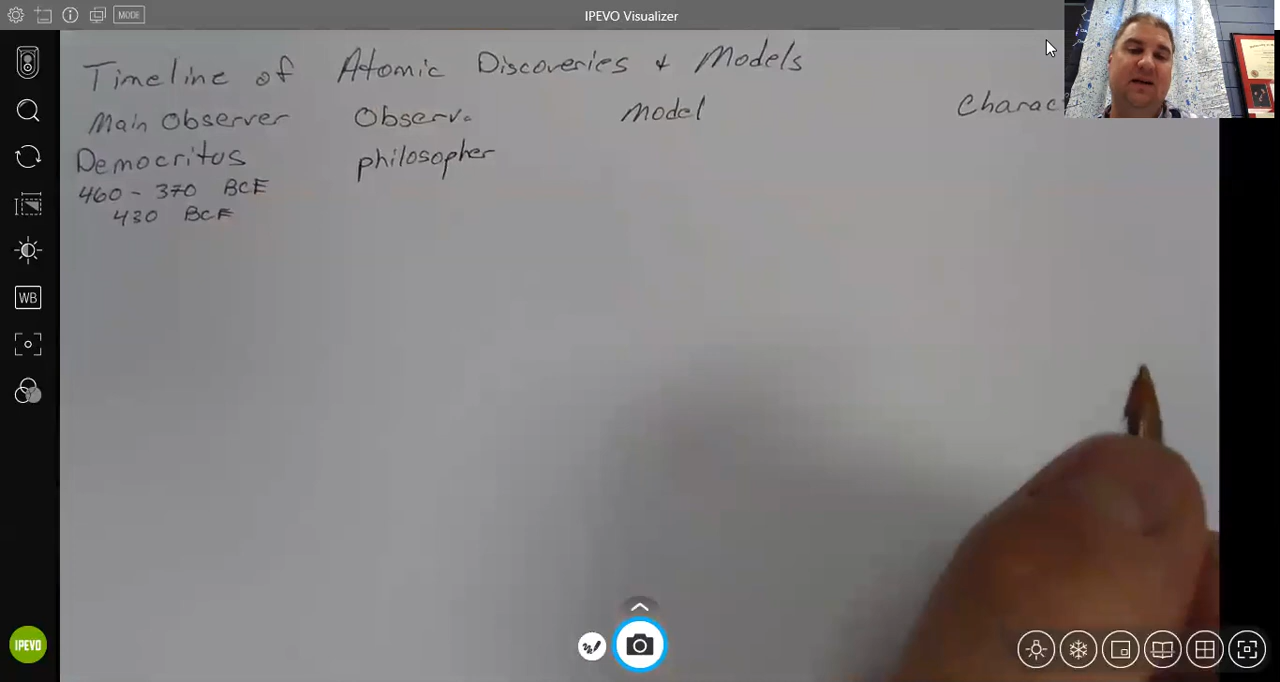 IPEVO Visualizer
MODE
Timeline of Atomic Discoveries + Models
Main Observer Observ. Model Charact
Democritus philosopher
460 - 370 BCE
430 BCE
WB
IPEVO